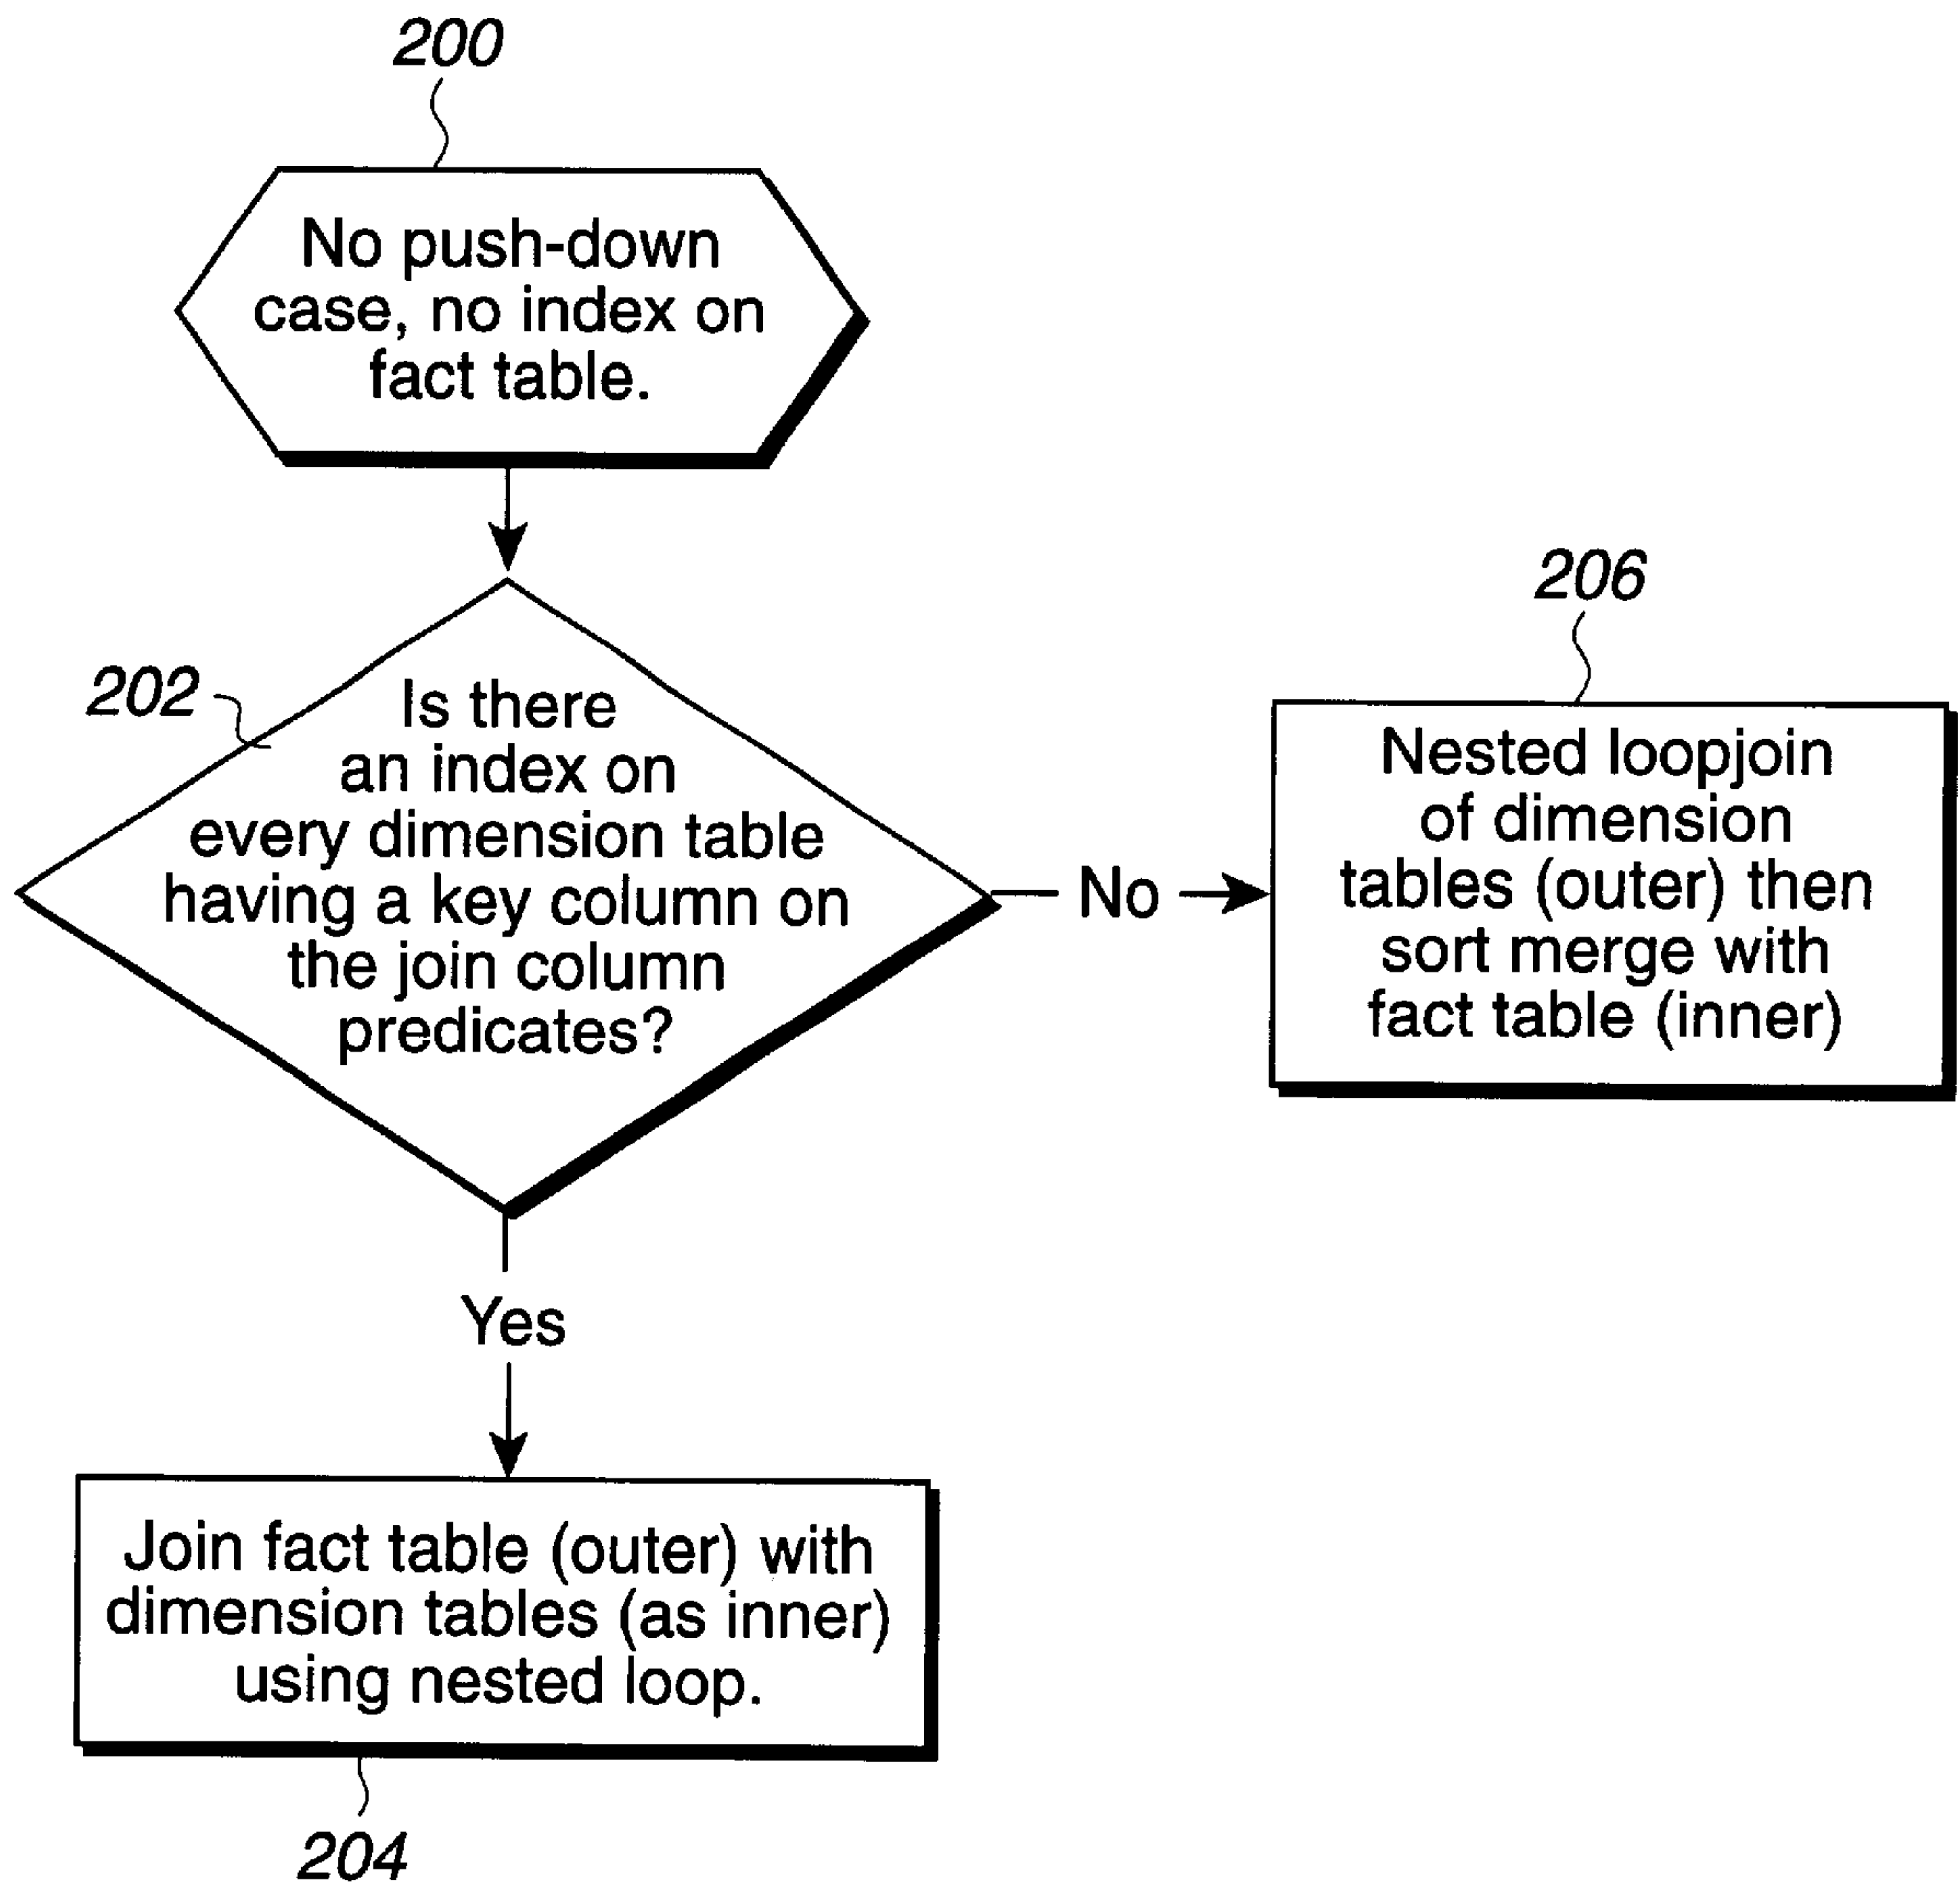 200
No push-down
case, no index on
fact table.
202
Is there
an index on
every dimension table
having a key column on
the join column
predicates?
No
206
Nested loopjoin
of dimension
tables (outer) then
sort merge with
fact table (inner)
Yes
Join fact table (outer) with
dimension tables (as inner)
using nested loop.
204